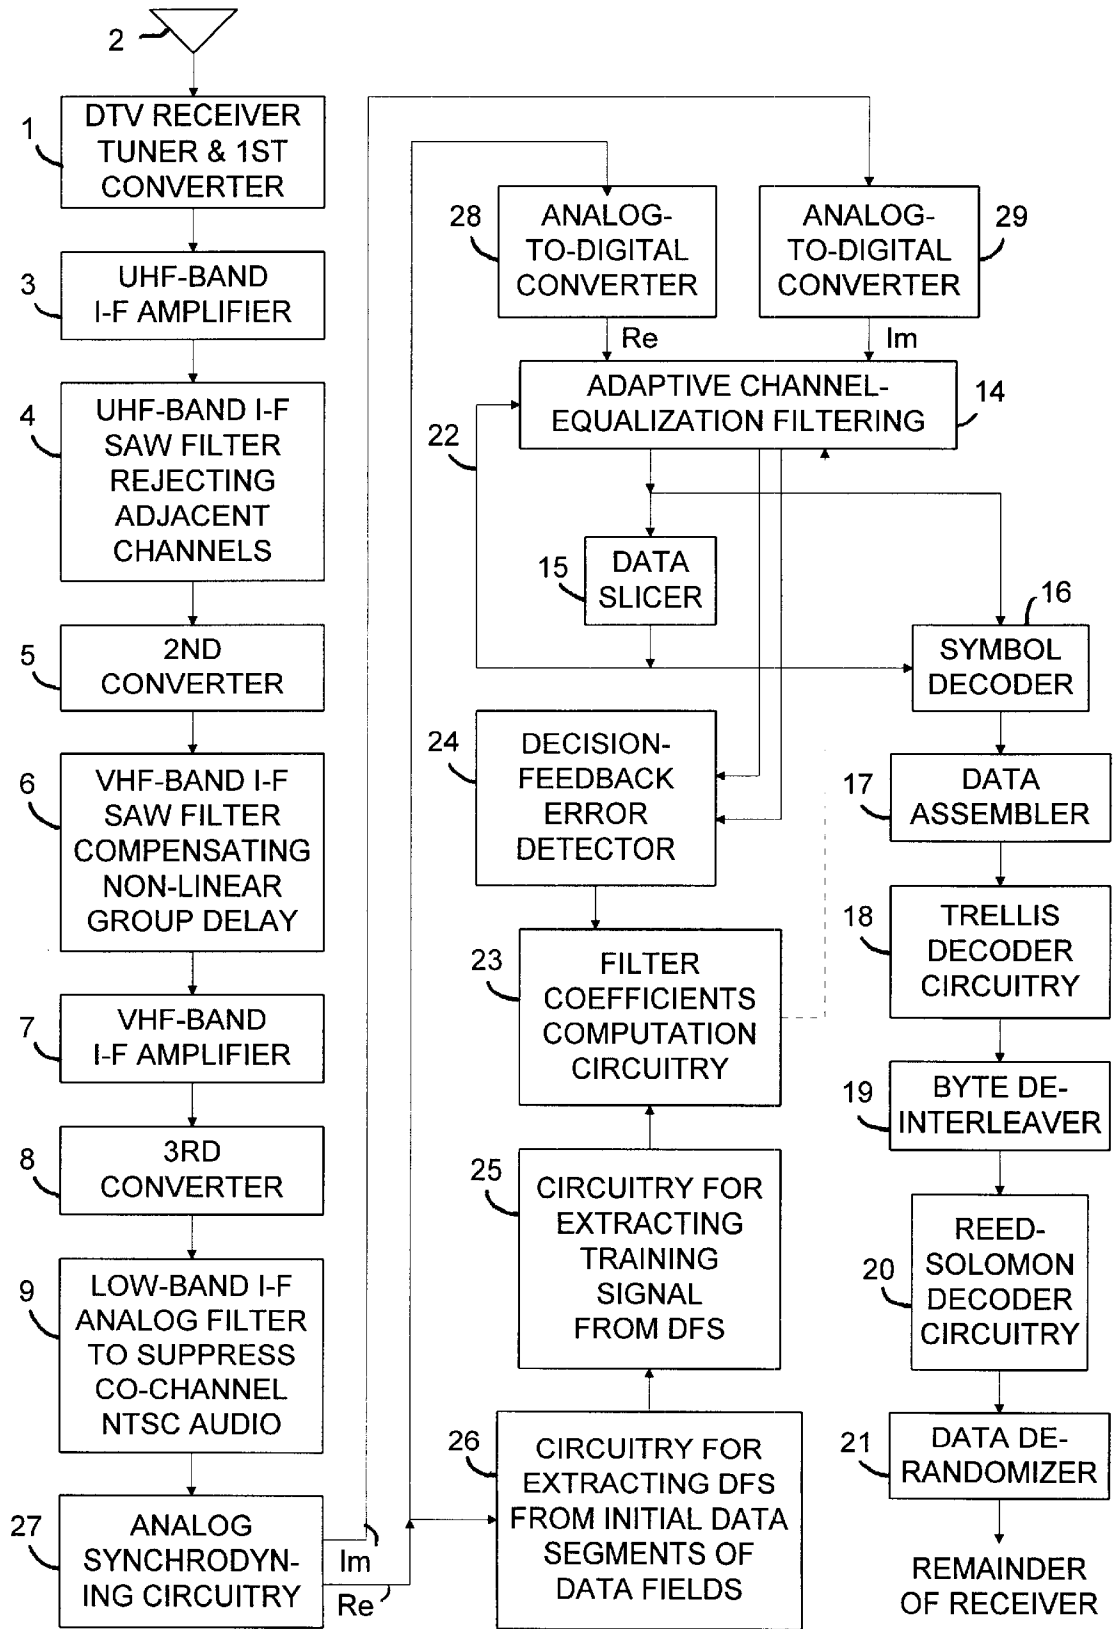 2
1
DTV RECEIVER
TUNER & 1ST
CONVERTER
3
UHF-BAND
I-F AMPLIFIER
4
UHF-BAND I-F
SAW FILTER
REJECTING
ADJACENT
CHANNELS
5
2ND
CONVERTER
6
VHF-BAND I-F
SAW FILTER
COMPENSATING
NON-LINEAR
GROUP DELAY
7
VHF-BAND
I-F AMPLIFIER
8
3RD
CONVERTER
9
LOW-BAND I-F
ANALOG FILTER
TO SUPPRESS
CO-CHANNEL
NTSC AUDIO
27
ANALOG
SYNCHRODYN-
ING CIRCUITRY
Im
Re
28
ANALOG-
TO-DIGITAL
CONVERTER
Re
29
ANALOG-
TO-DIGITAL
CONVERTER
Im
22
ADAPTIVE CHANNEL-
EQUALIZATION FILTERING
14
15
DATA
SLICER
24
DECISION-
FEEDBACK
ERROR
DETECTOR
23
FILTER
COEFFICIENTS
COMPUTATION
CIRCUITRY
25
CIRCUITRY FOR
EXTRACTING
TRAINING
SIGNAL
FROM DFS
26
CIRCUITRY FOR
EXTRACTING DFS
FROM INITIAL DATA
SEGMENTS OF
DATA FIELDS
16
SYMBOL
DECODER
17
DATA
ASSEMBLER
18
TRELLIS
DECODER
CIRCUITRY
19
BYTE DE-
INTERLEAVER
20
REED-
SOLOMON
DECODER
CIRCUITRY
21
DATA DE-
RANDOMIZER
REMAINDER
OF RECEIVER